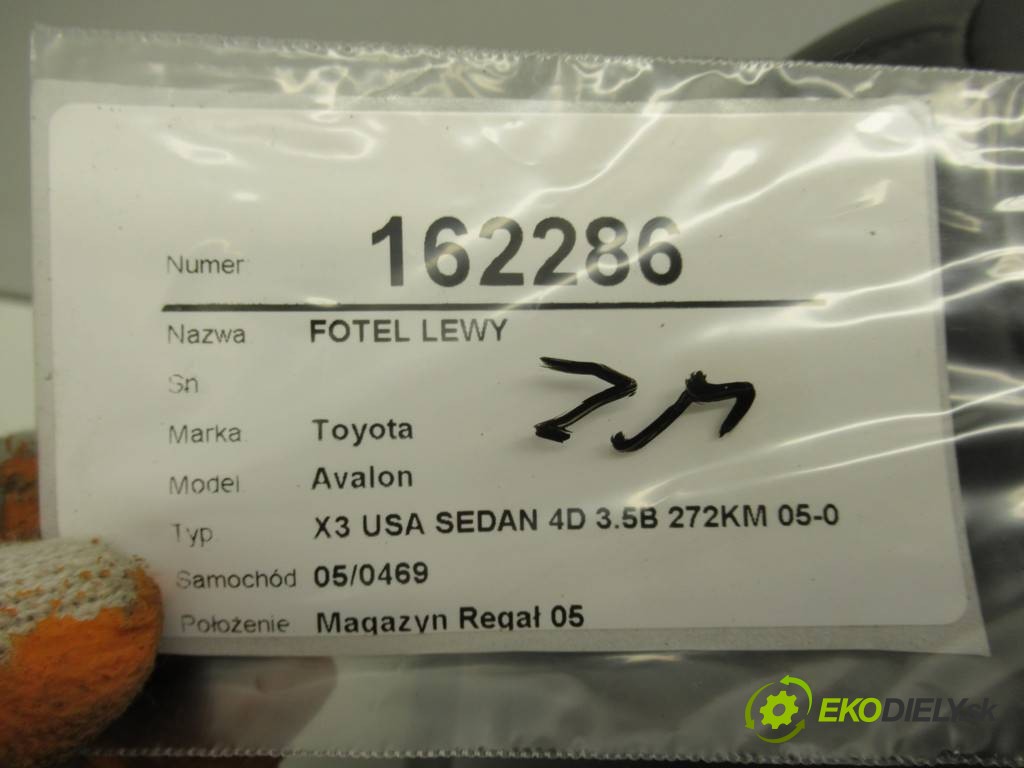 Numer 162286
Nazwa FOTEL LEWY
Sn
Marka Toyota
Model Avalon
Typ X3 USA SEDAN 4D 3.5B 272KM 05-0
Samochód 05/0469
Położenie Magazyn Regał 05
EKODIELY.sk